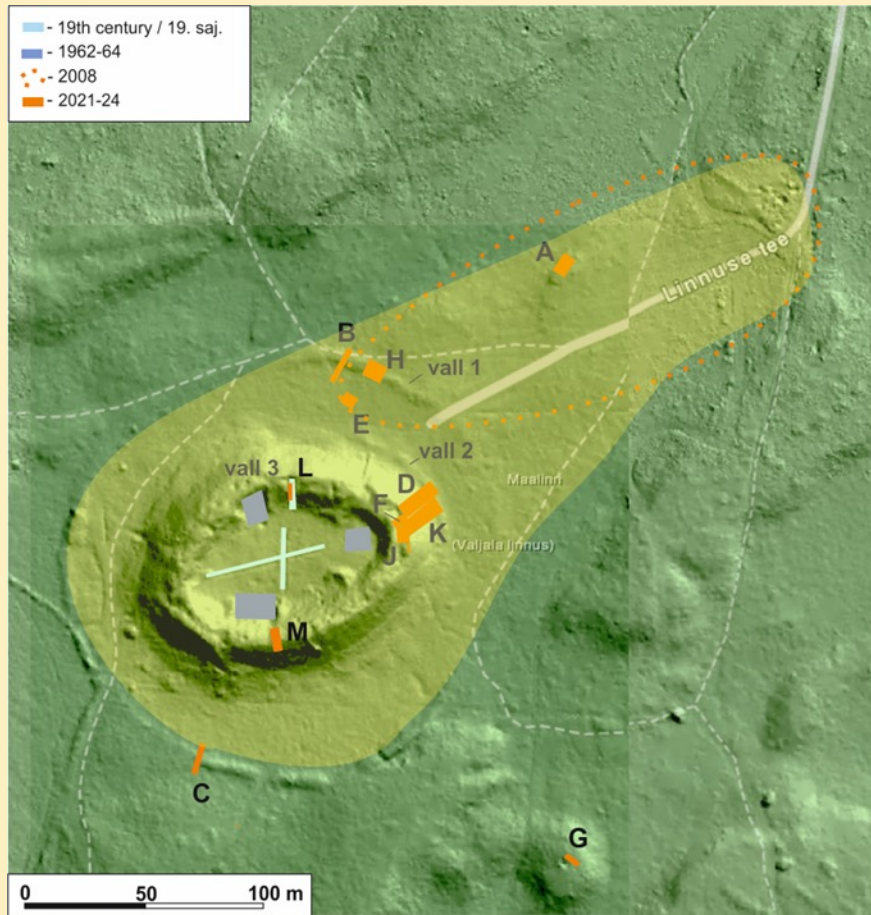 - 19th century / 19. saj.
- 1962-64
- 2008
- 2021-24
A
Linnuse tee
B
H
vall 1
E
vall 2
vall 3
L
D
Maalinn
F
K
(Valjala linnus)
J
M
C
G
0 50 100 m